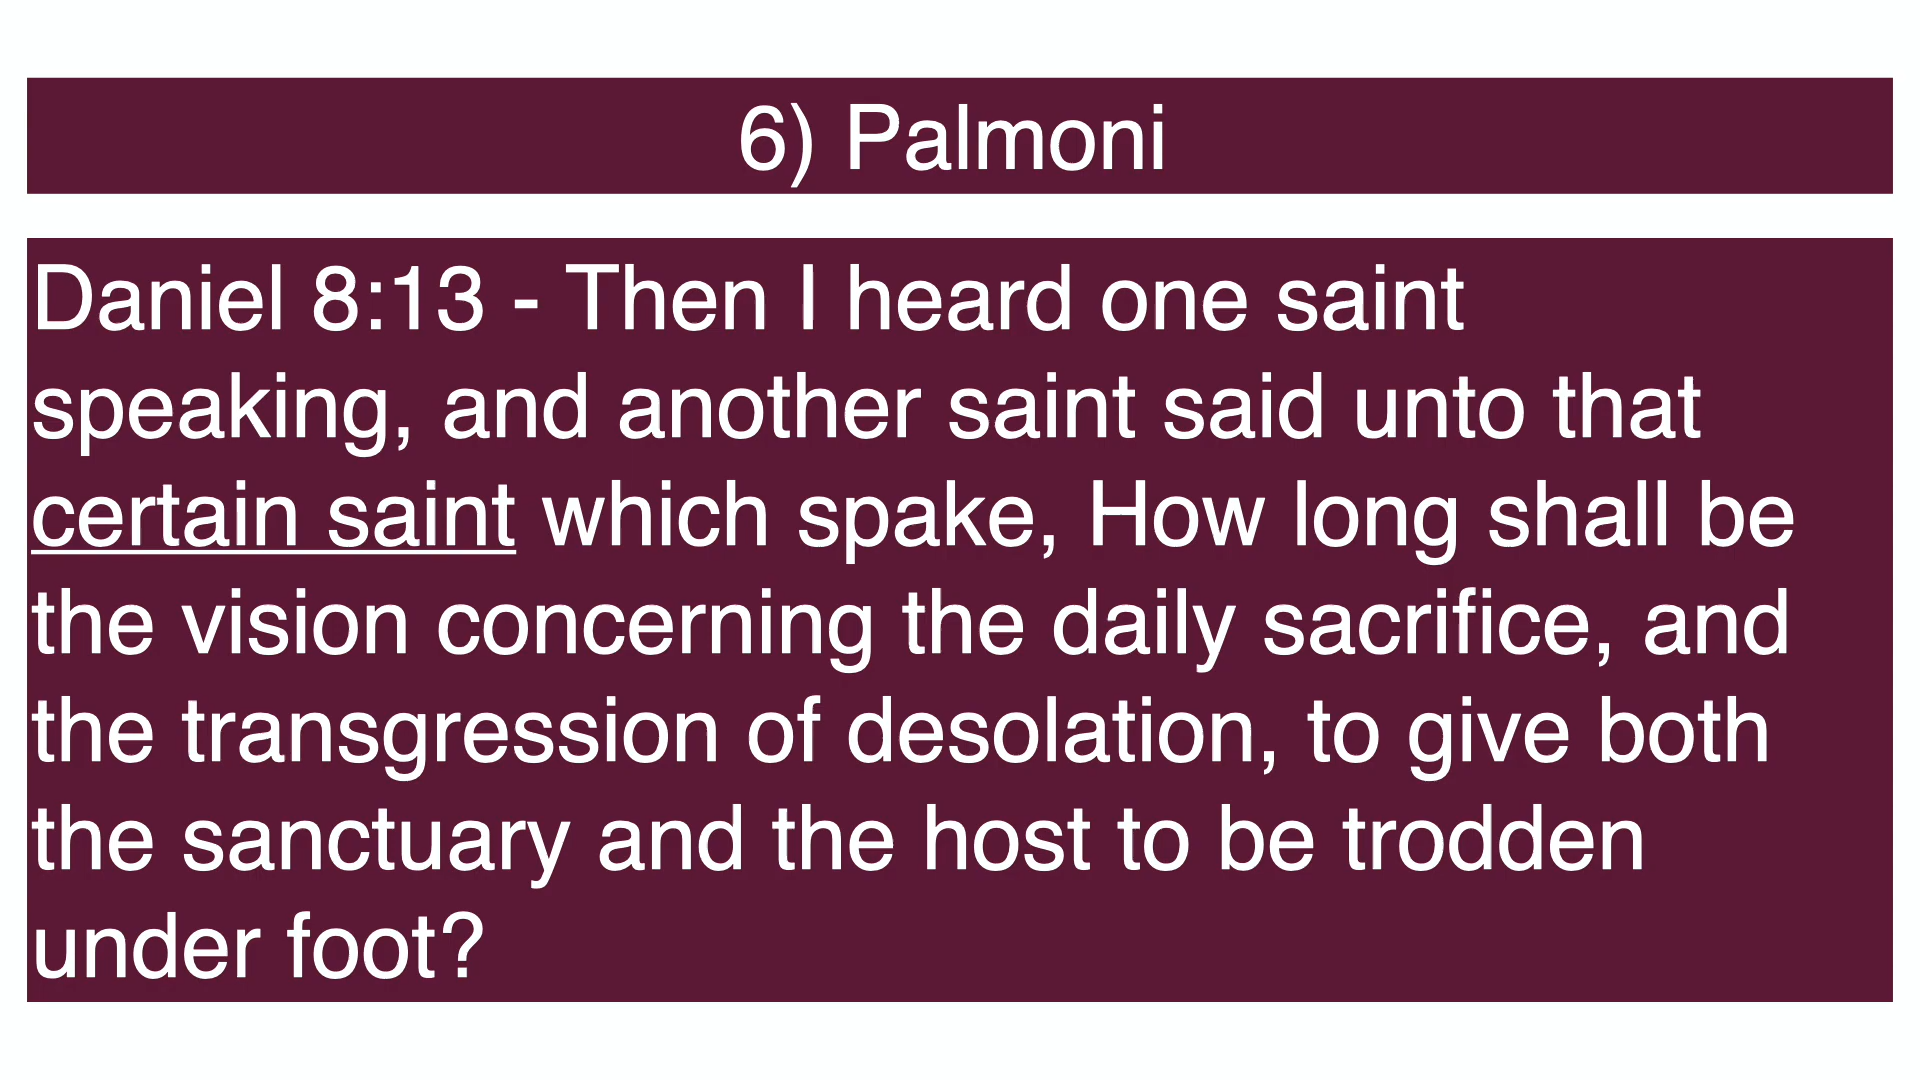 6) Palmoni
Daniel 8:13 - Then I heard one saint
speaking, and another saint said unto that
certain saint which spake, How long shall be
the vision concerning the daily sacrifice, and
the transgression of desolation, to give both
the sanctuary and the host to be trodden
under foot?